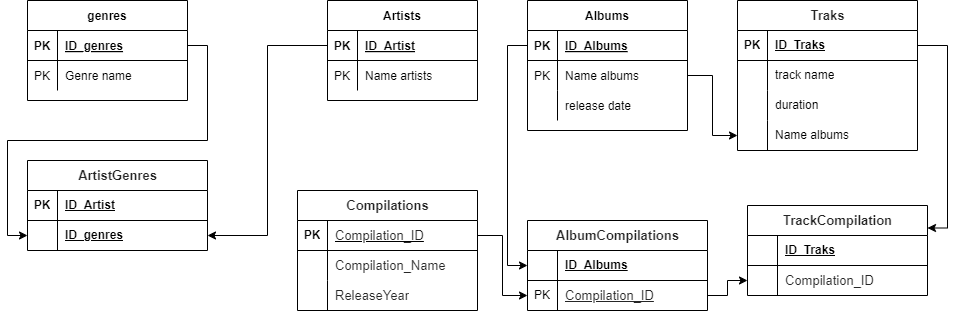 genres
PK ID_genres
PK Genre name
Artists
PK ID_Artist
PK Name artists
Albums
PK ID_Albums
PK Name albums
release date
Traks
PK ID_Traks
track name
duration
Name albums
ArtistGenres
PK ID_Artist
ID_genres
Compilations
PK Compilation_ID
Compilation_Name
ReleaseYear
AlbumCompilations
ID_Albums
PK Compilation_ID
TrackCompilation
ID_Traks
Compilation_ID